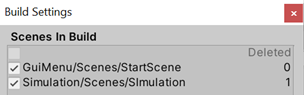 Build Settings
Scenes In Build
Deleted
GuiMenu/Scenes/StartScene 0
Simulation/Scenes/SImulation 1